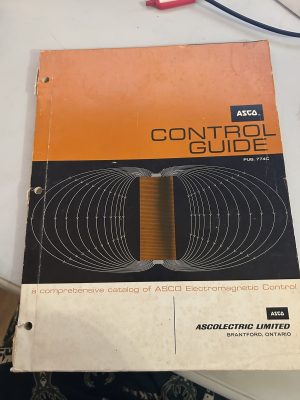 ASCO
CONTROL
GUIDE
PUB. 774C
a comprehensive catalog of ASCO Electromagnetic Control
ASCO
ASCOLECTRIC LIMITED
BRANTFORD, ONTARIO